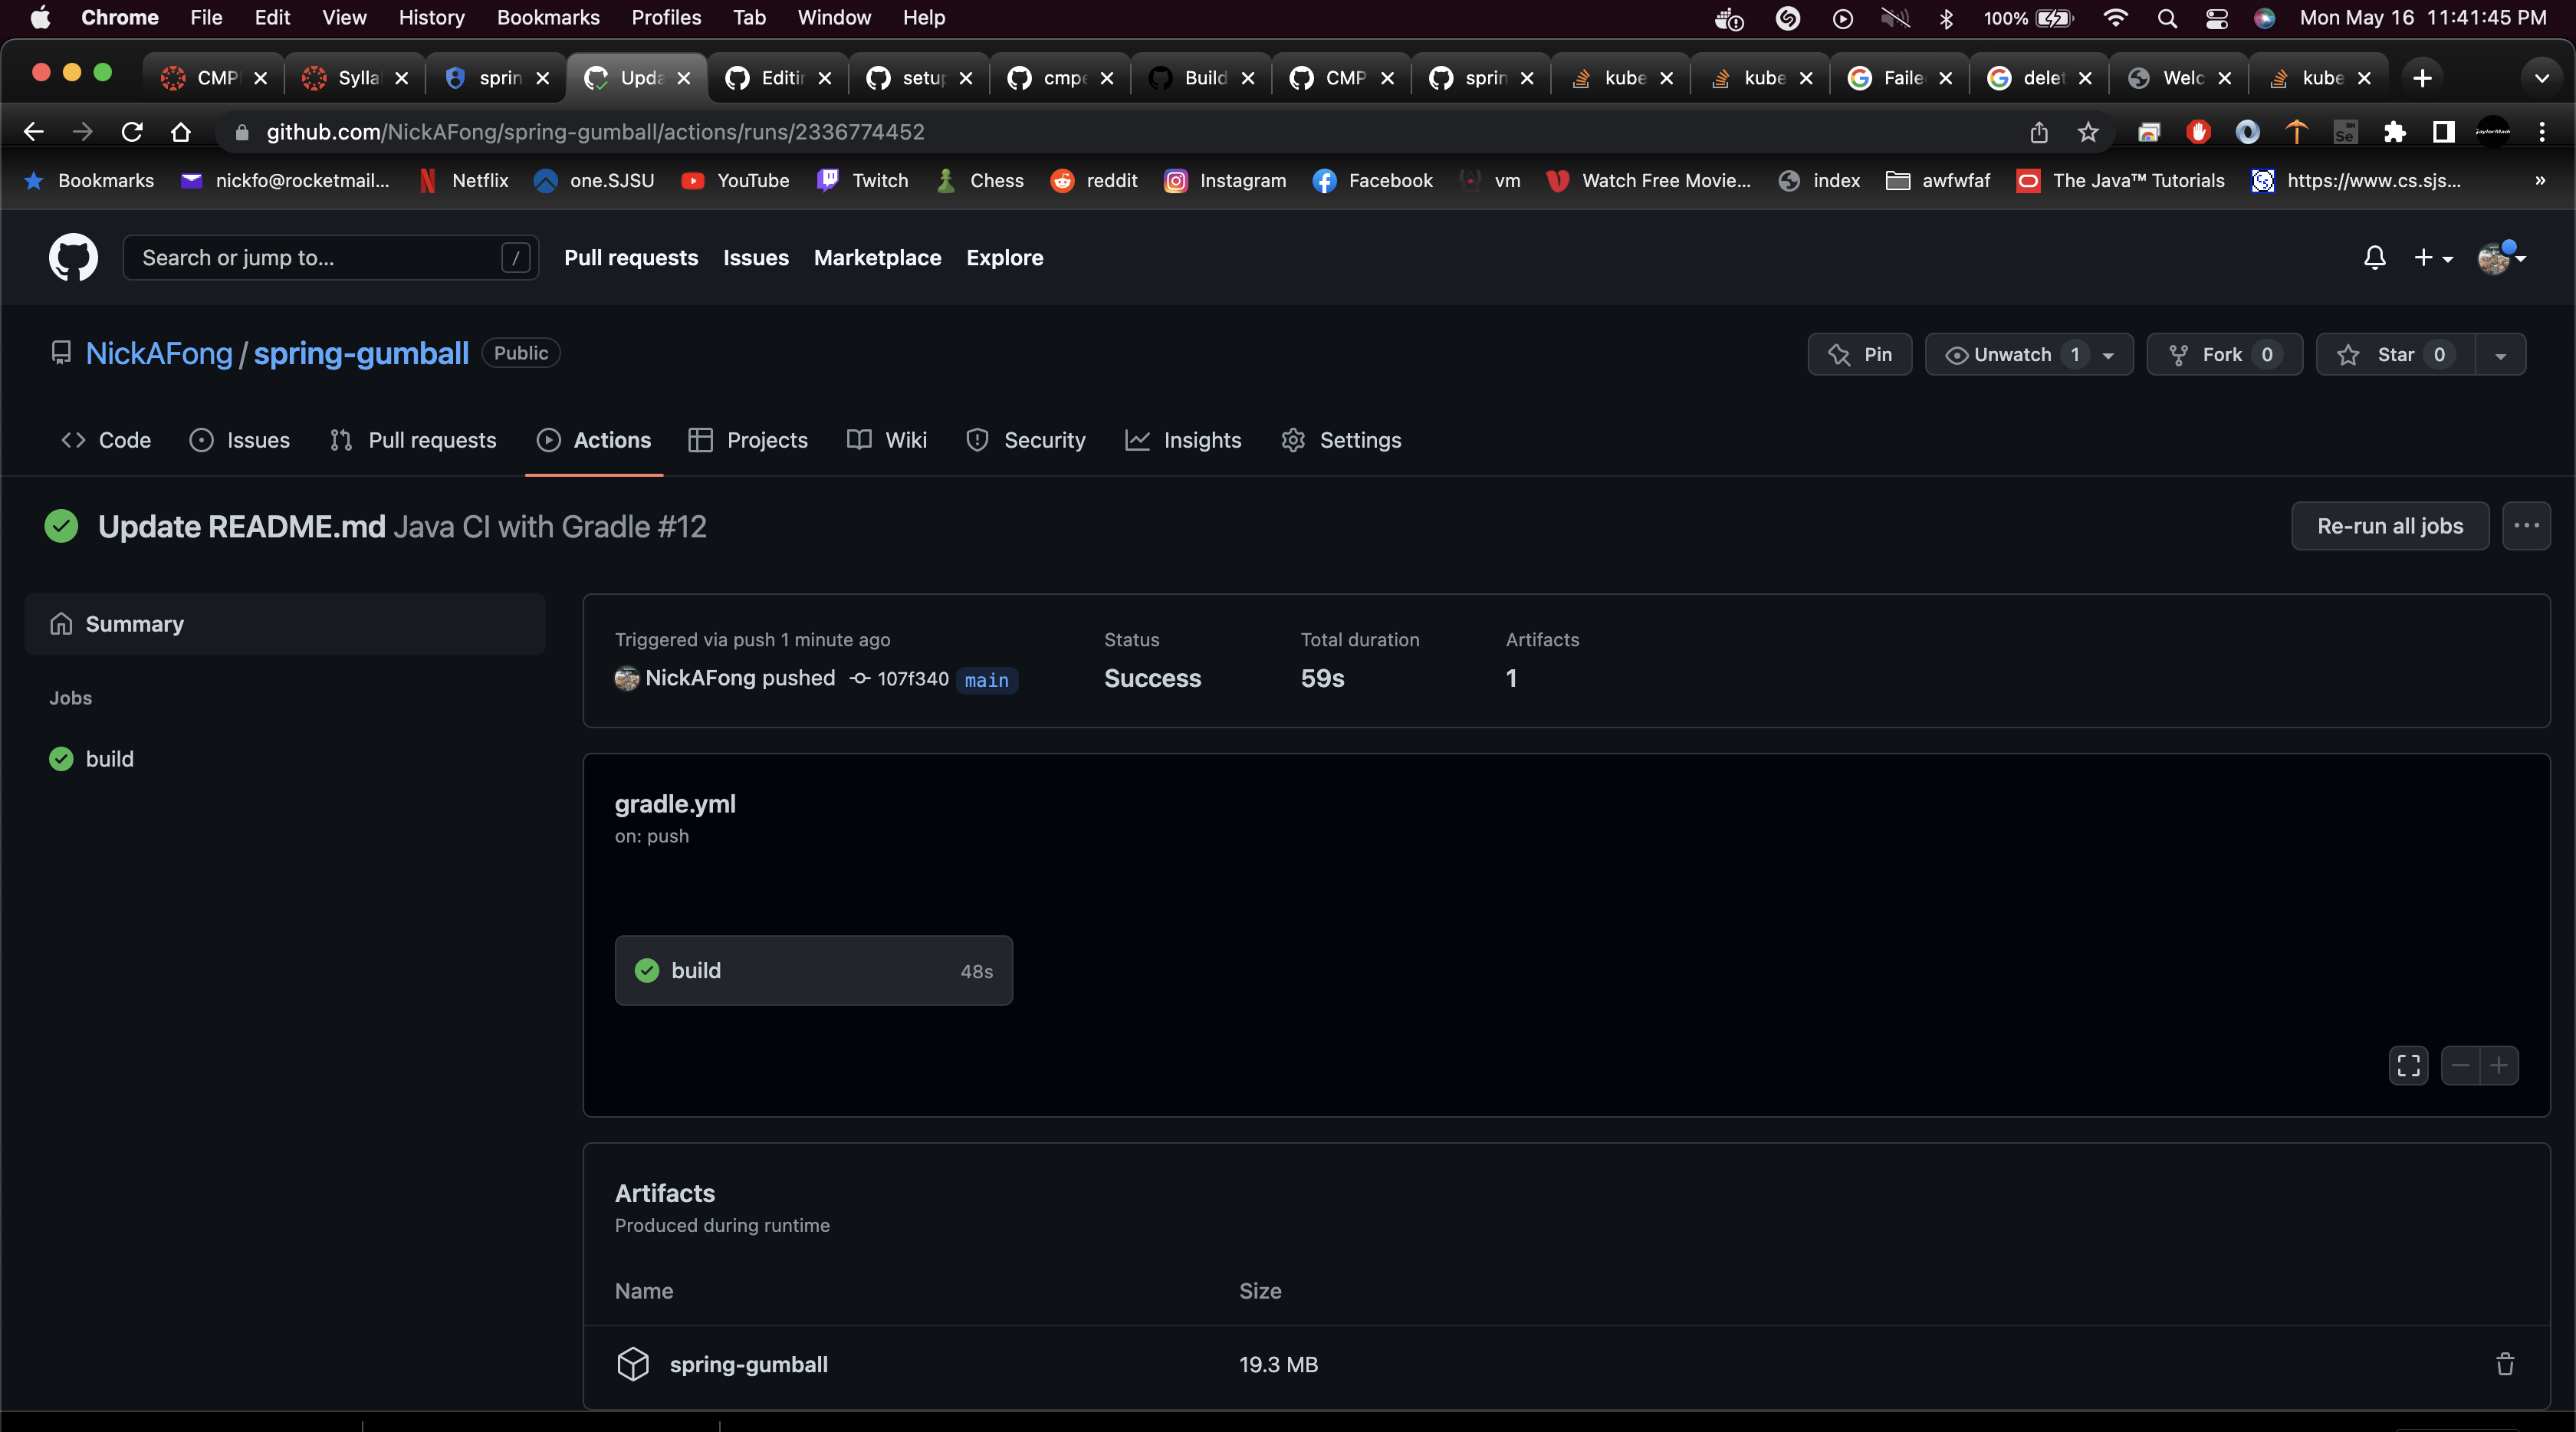 Chrome File Edit View History Bookmarks Profiles Tab Window Help 100% Mon May 16 11:41:45 PM
CMP Sylla sprin Upda Editin setup cmpe Build CMP sprin kube kube Faile delet Welc kube
github.com/NickAFong/spring-gumball/actions/runs/2336774452
Bookmarks nickfo@rocketmail... Netflix one.SJSU YouTube Twitch Chess reddit Instagram Facebook vm Watch Free Movie... index awfwfaf The Java™ Tutorials https://www.cs.sjs... »
Search or jump to... / Pull requests Issues Marketplace Explore
NickAFong / spring-gumball Public Pin Unwatch 1 Fork 0 Star 0
Code Issues Pull requests Actions Projects Wiki Security Insights Settings
Update README.md Java CI with Gradle #12 Re-run all jobs ...
Summary
Jobs
build
Triggered via push 1 minute ago Status Total duration Artifacts
NickAFong pushed 107f340 main Success 59s 1
gradle.yml
on: push
build 48s
Artifacts
Produced during runtime
Name Size
spring-gumball 19.3 MB